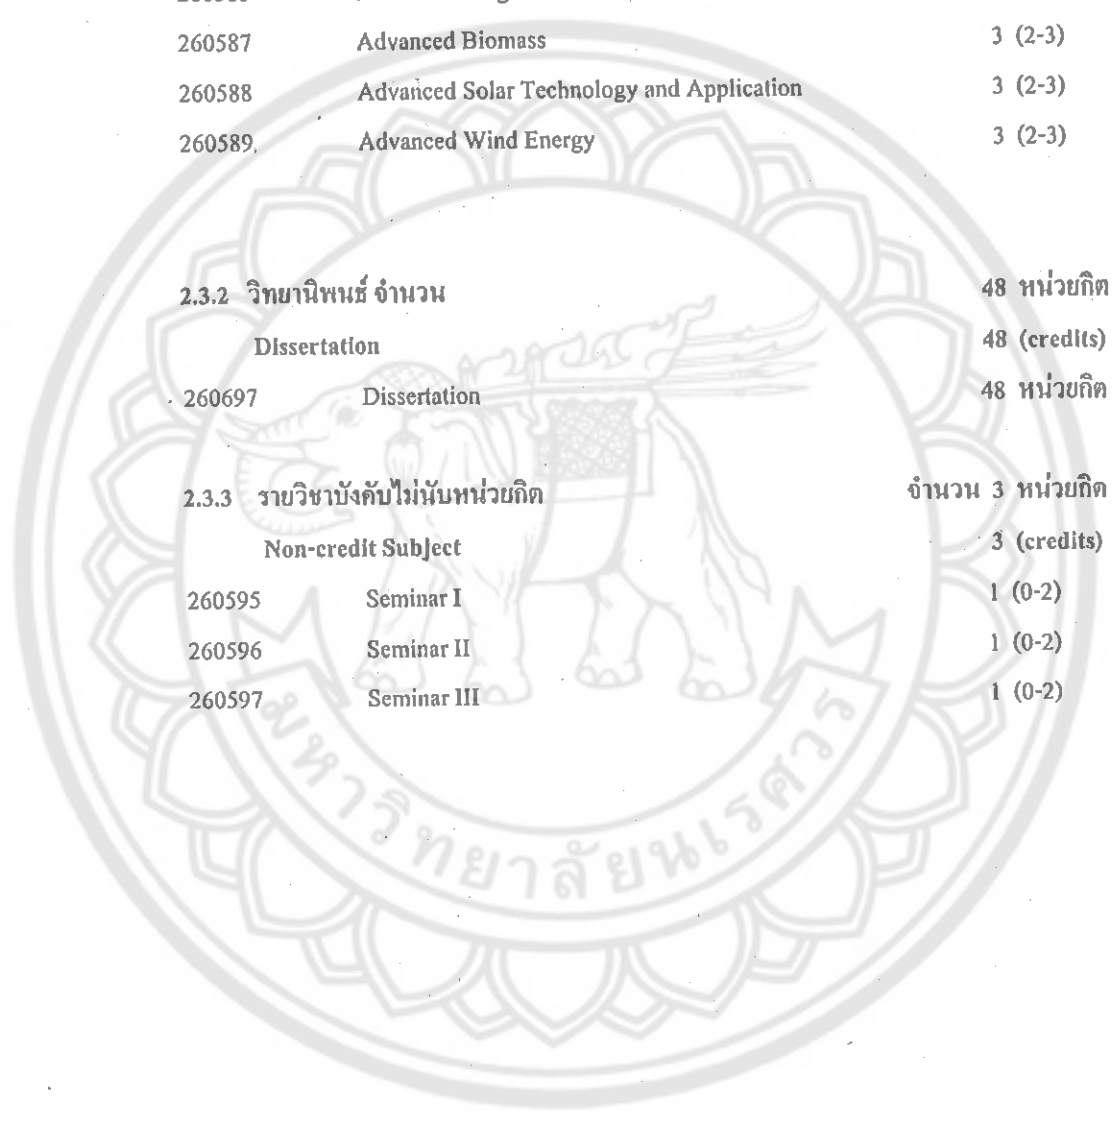 260587 Advanced Biomass 3 (2-3)
260588 Advanced Solar Technology and Application 3 (2-3)
260589 Advanced Wind Energy 3 (2-3)
2.3.2 วิทยานิพนธ์ จำนวน 48 หน่วยกิต
Dissertation 48 (credits)
260697 Dissertation 48 หน่วยกิต
2.3.3 รายวิชาบังคับไม่นับหน่วยกิต จำนวน 3 หน่วยกิต
Non-credit Subject 3 (credits)
260595 Seminar I 1 (0-2)
260596 Seminar II 1 (0-2)
260597 Seminar III 1 (0-2)
มหาวิทยาลัยนเรศวร